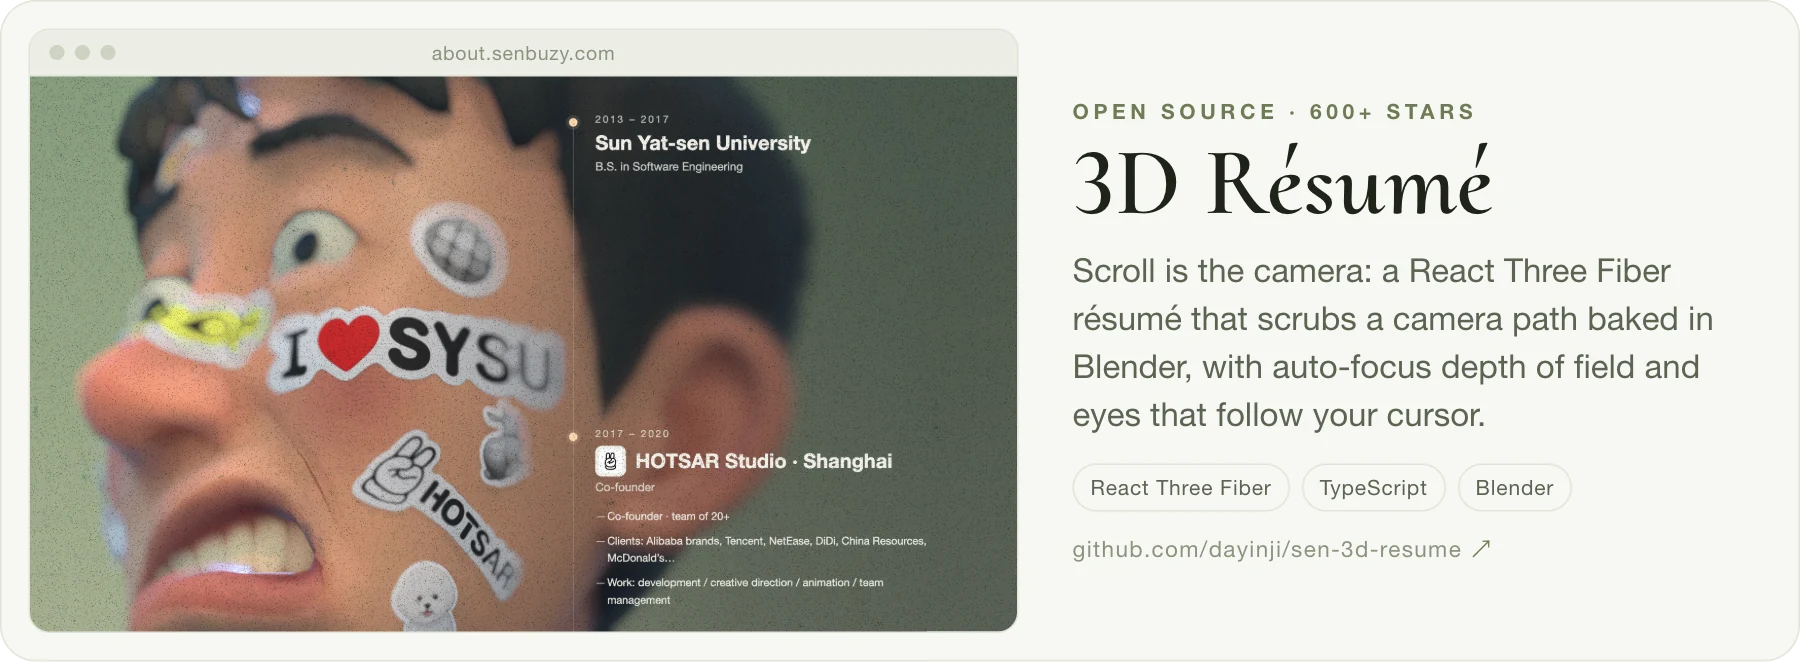 about.senbuzy.com
2013 – 2017
Sun Yat-sen University
B.S. in Software Engineering
I ❤ SYSU
2017 – 2020
HOTSAR Studio · Shanghai
Co-founder
— Co-founder · team of 20+
— Clients: Alibaba brands, Tencent, NetEase, DiDi, China Resources,
McDonald's...
— Work: development / creative direction / animation / team
management
HOTSAR
OPEN SOURCE · 600+ STARS
3D Résumé
Scroll is the camera: a React Three Fiber
résumé that scrubs a camera path baked in
Blender, with auto-focus depth of field and
eyes that follow your cursor.
React Three Fiber
TypeScript
Blender
github.com/dayinji/sen-3d-resume ↗